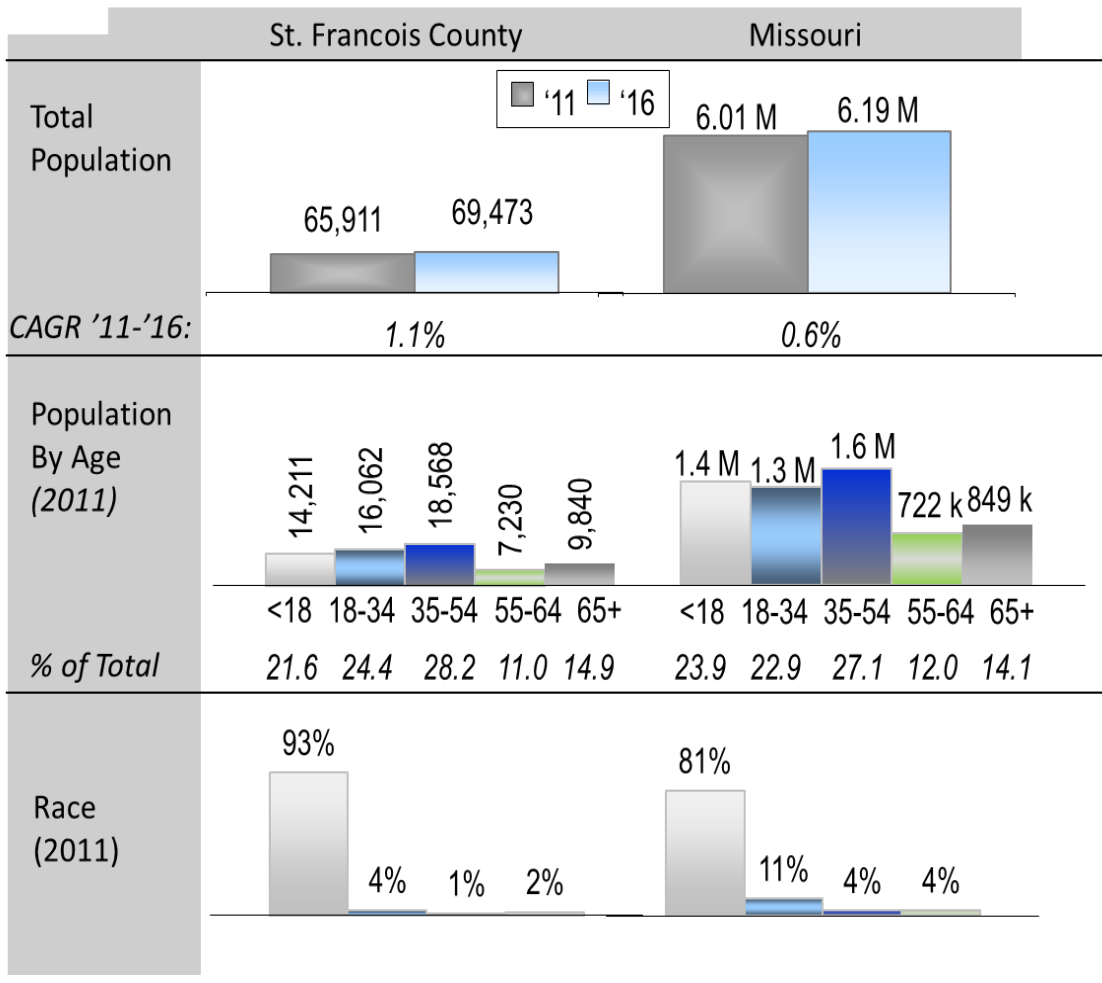 St. Francois County Missouri
‘11 ‘16
Total
Population
65,911 69,473 6.01 M 6.19 M
CAGR ’11-’16: 1.1% 0.6%
Population
By Age
(2011)
14,211 16,062 18,568 7,230 9,840 1.4 M 1.3 M 1.6 M 722 k 849 k
<18 18-34 35-54 55-64 65+ <18 18-34 35-54 55-64 65+
% of Total 21.6 24.4 28.2 11.0 14.9 23.9 22.9 27.1 12.0 14.1
Race
(2011)
93% 4% 1% 2% 81% 11% 4% 4%